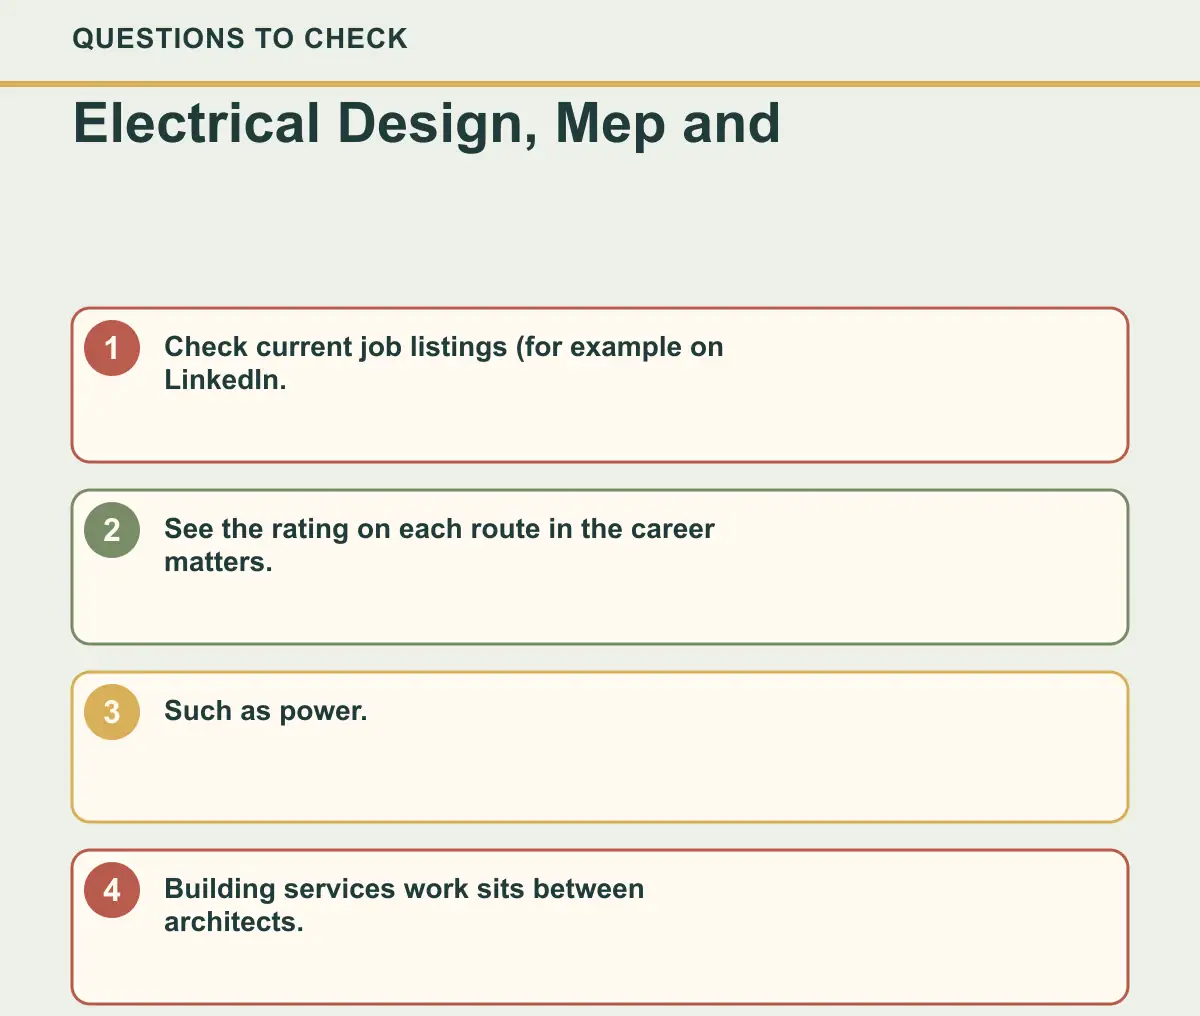 QUESTIONS TO CHECK
Electrical Design, Mep and
1
Check current job listings (for example on
LinkedIn.
2
See the rating on each route in the career
matters.
3
Such as power.
4
Building services work sits between
architects.